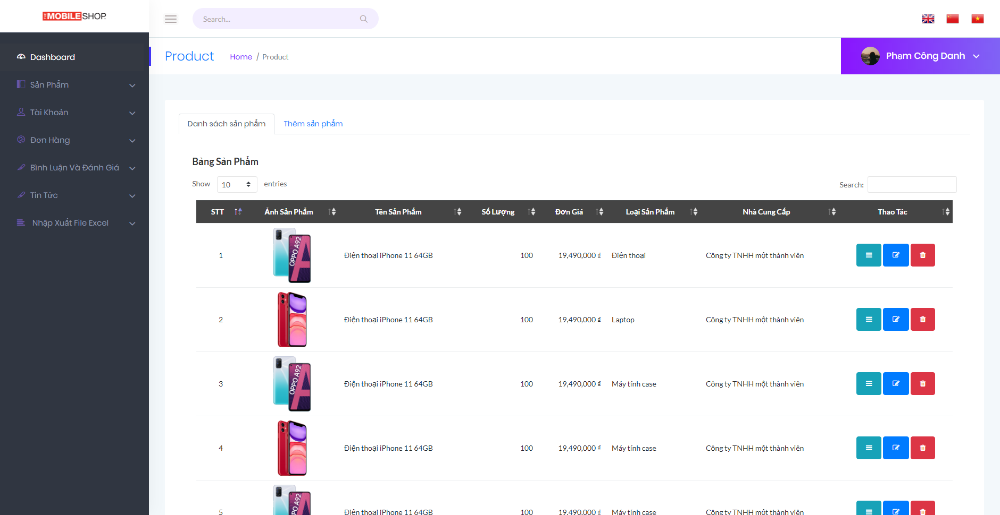 THE MOBILESHOP
Search...
Product
Home / Product
Phạm Công Danh
Dashboard
Sản Phẩm
Tài Khoản
Đơn Hàng
Bình Luận Và Đánh Giá
Tin Tức
Nhập Xuất File Excel
Danh sách sản phẩm
Thêm sản phẩm
Bảng Sản Phẩm
Show 10 entries
Search:
STT Ảnh Sản Phẩm Tên Sản Phẩm Số Lượng Đơn Giá Loại Sản Phẩm Nhà Cung Cấp Thao Tác
1 OPPO A92 Điện thoại iPhone 11 64GB 100 19,490,000 ₫ Điện thoại Công ty TNHH một thành viên
2 Điện thoại iPhone 11 64GB 100 19,490,000 ₫ Laptop Công ty TNHH một thành viên
3 OPPO A92 Điện thoại iPhone 11 64GB 100 19,490,000 ₫ Máy tính case Công ty TNHH một thành viên
4 Điện thoại iPhone 11 64GB 100 19,490,000 ₫ Máy tính case Công ty TNHH một thành viên
5 OPPO A92 Điện thoại iPhone 11 64GB 100 19,490,000 ₫ Máy tính case Công ty TNHH một thành viên